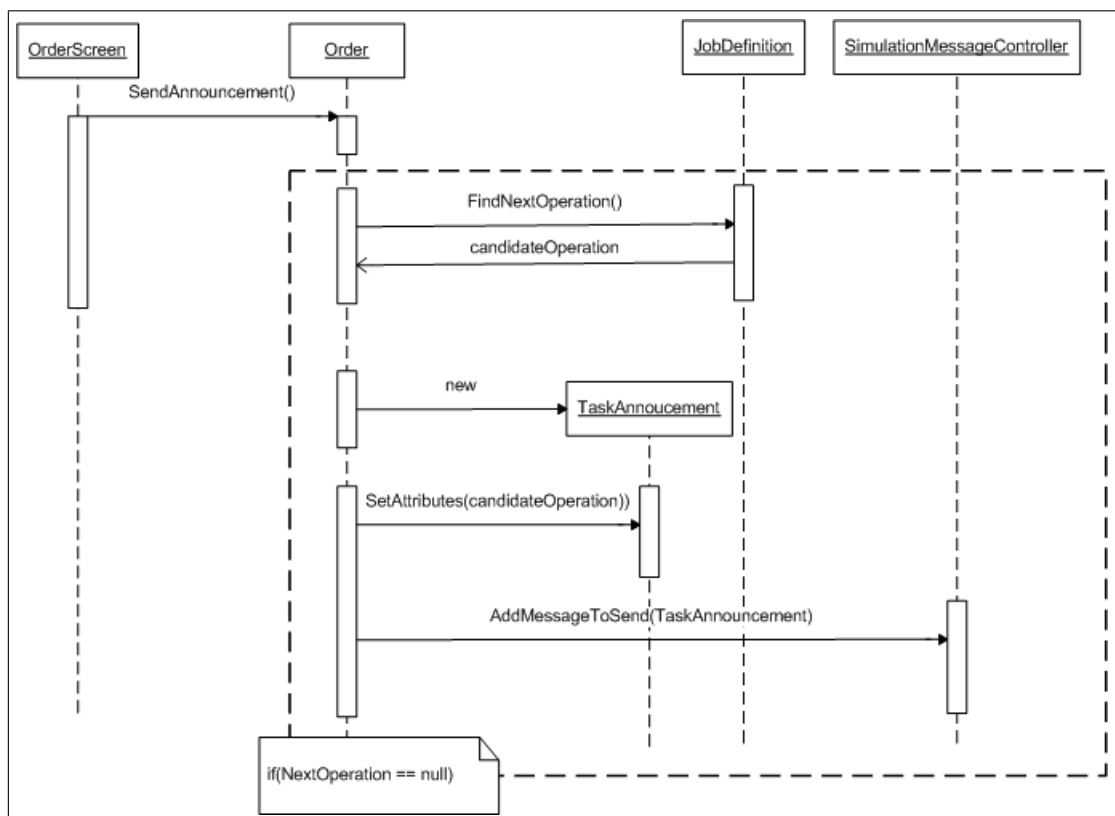 OrderScreen
Order
JobDefinition
SimulationMessageController
SendAnnouncement()
FindNextOperation()
candidateOperation
new
TaskAnnoucement
SetAttributes(candidateOperation))
AddMessageToSend(TaskAnnouncement)
if(NextOperation == null)